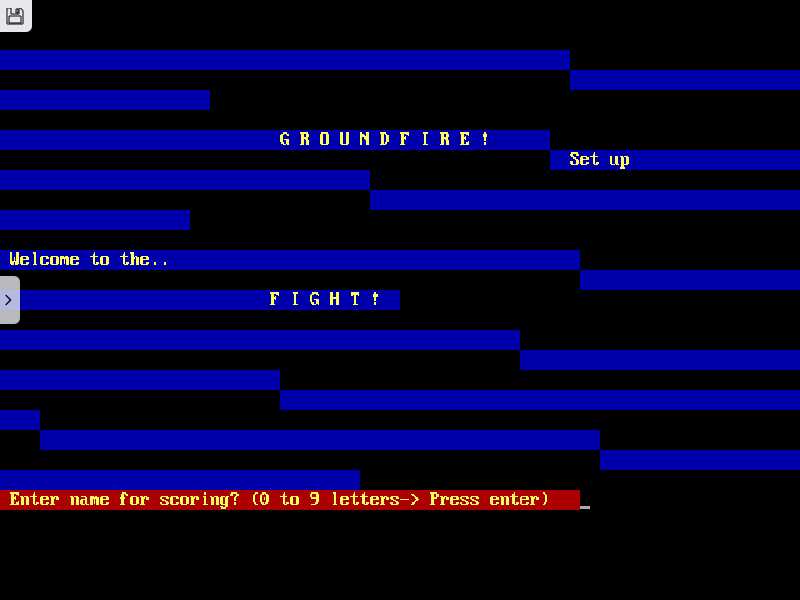 G R O U N D F I R E !
Set up
Welcome to the..
F I G H T !
Enter name for scoring? (0 to 9 letters-> Press enter)